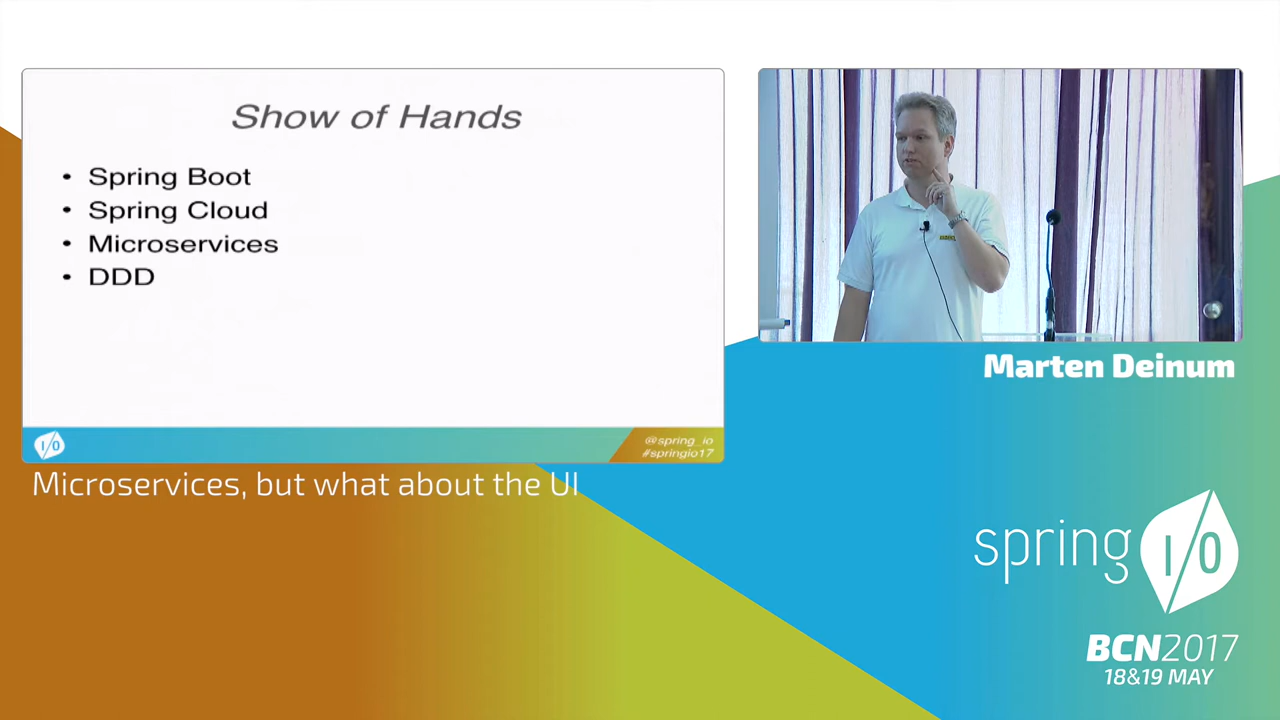 Show of Hands
• Spring Boot
• Spring Cloud
• Microservices
• DDD
I/O
@spring_io
#springio17
Marten Deinum
Microservices, but what about the UI
spring I/O
BCN2017
18&19 MAY